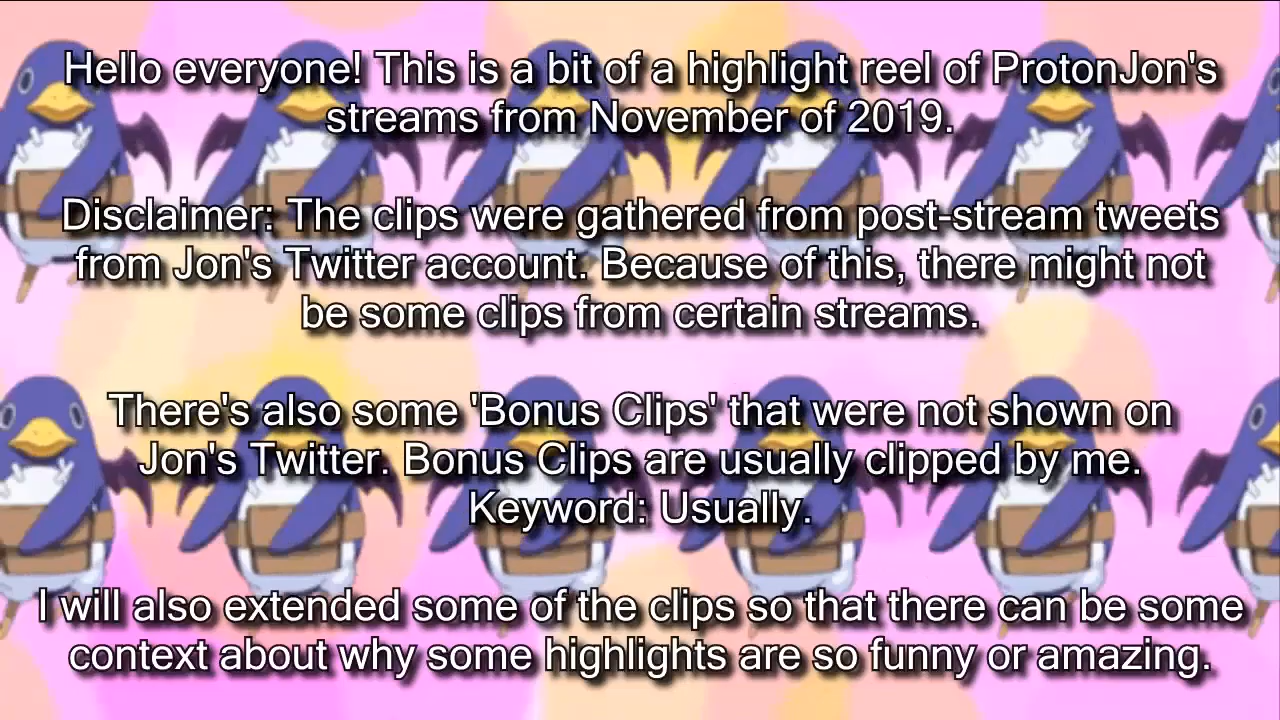 Hello everyone! This is a bit of a highlight reel of ProtonJon's
streams from November of 2019.
Disclaimer: The clips were gathered from post-stream tweets
from Jon's Twitter account. Because of this, there might not
be some clips from certain streams.
There's also some 'Bonus Clips' that were not shown on
Jon's Twitter. Bonus Clips are usually clipped by me.
Keyword: Usually.
I will also extended some of the clips so that there can be some
context about why some highlights are so funny or amazing.